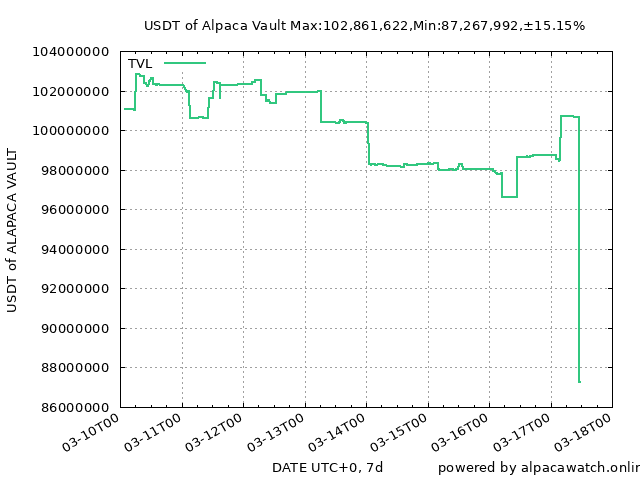 USDT of Alpaca Vault Max:102,861,622,Min:87,267,992,±15.15%
TVL
104000000
102000000
100000000
98000000
96000000
94000000
92000000
90000000
88000000
86000000
USDT of ALAPACA VAULT
03-10T00
03-11T00
03-12T00
03-13T00
03-14T00
03-15T00
03-16T00
03-17T00
03-18T00
DATE UTC+0, 7d
powered by alpacawatch.onlin